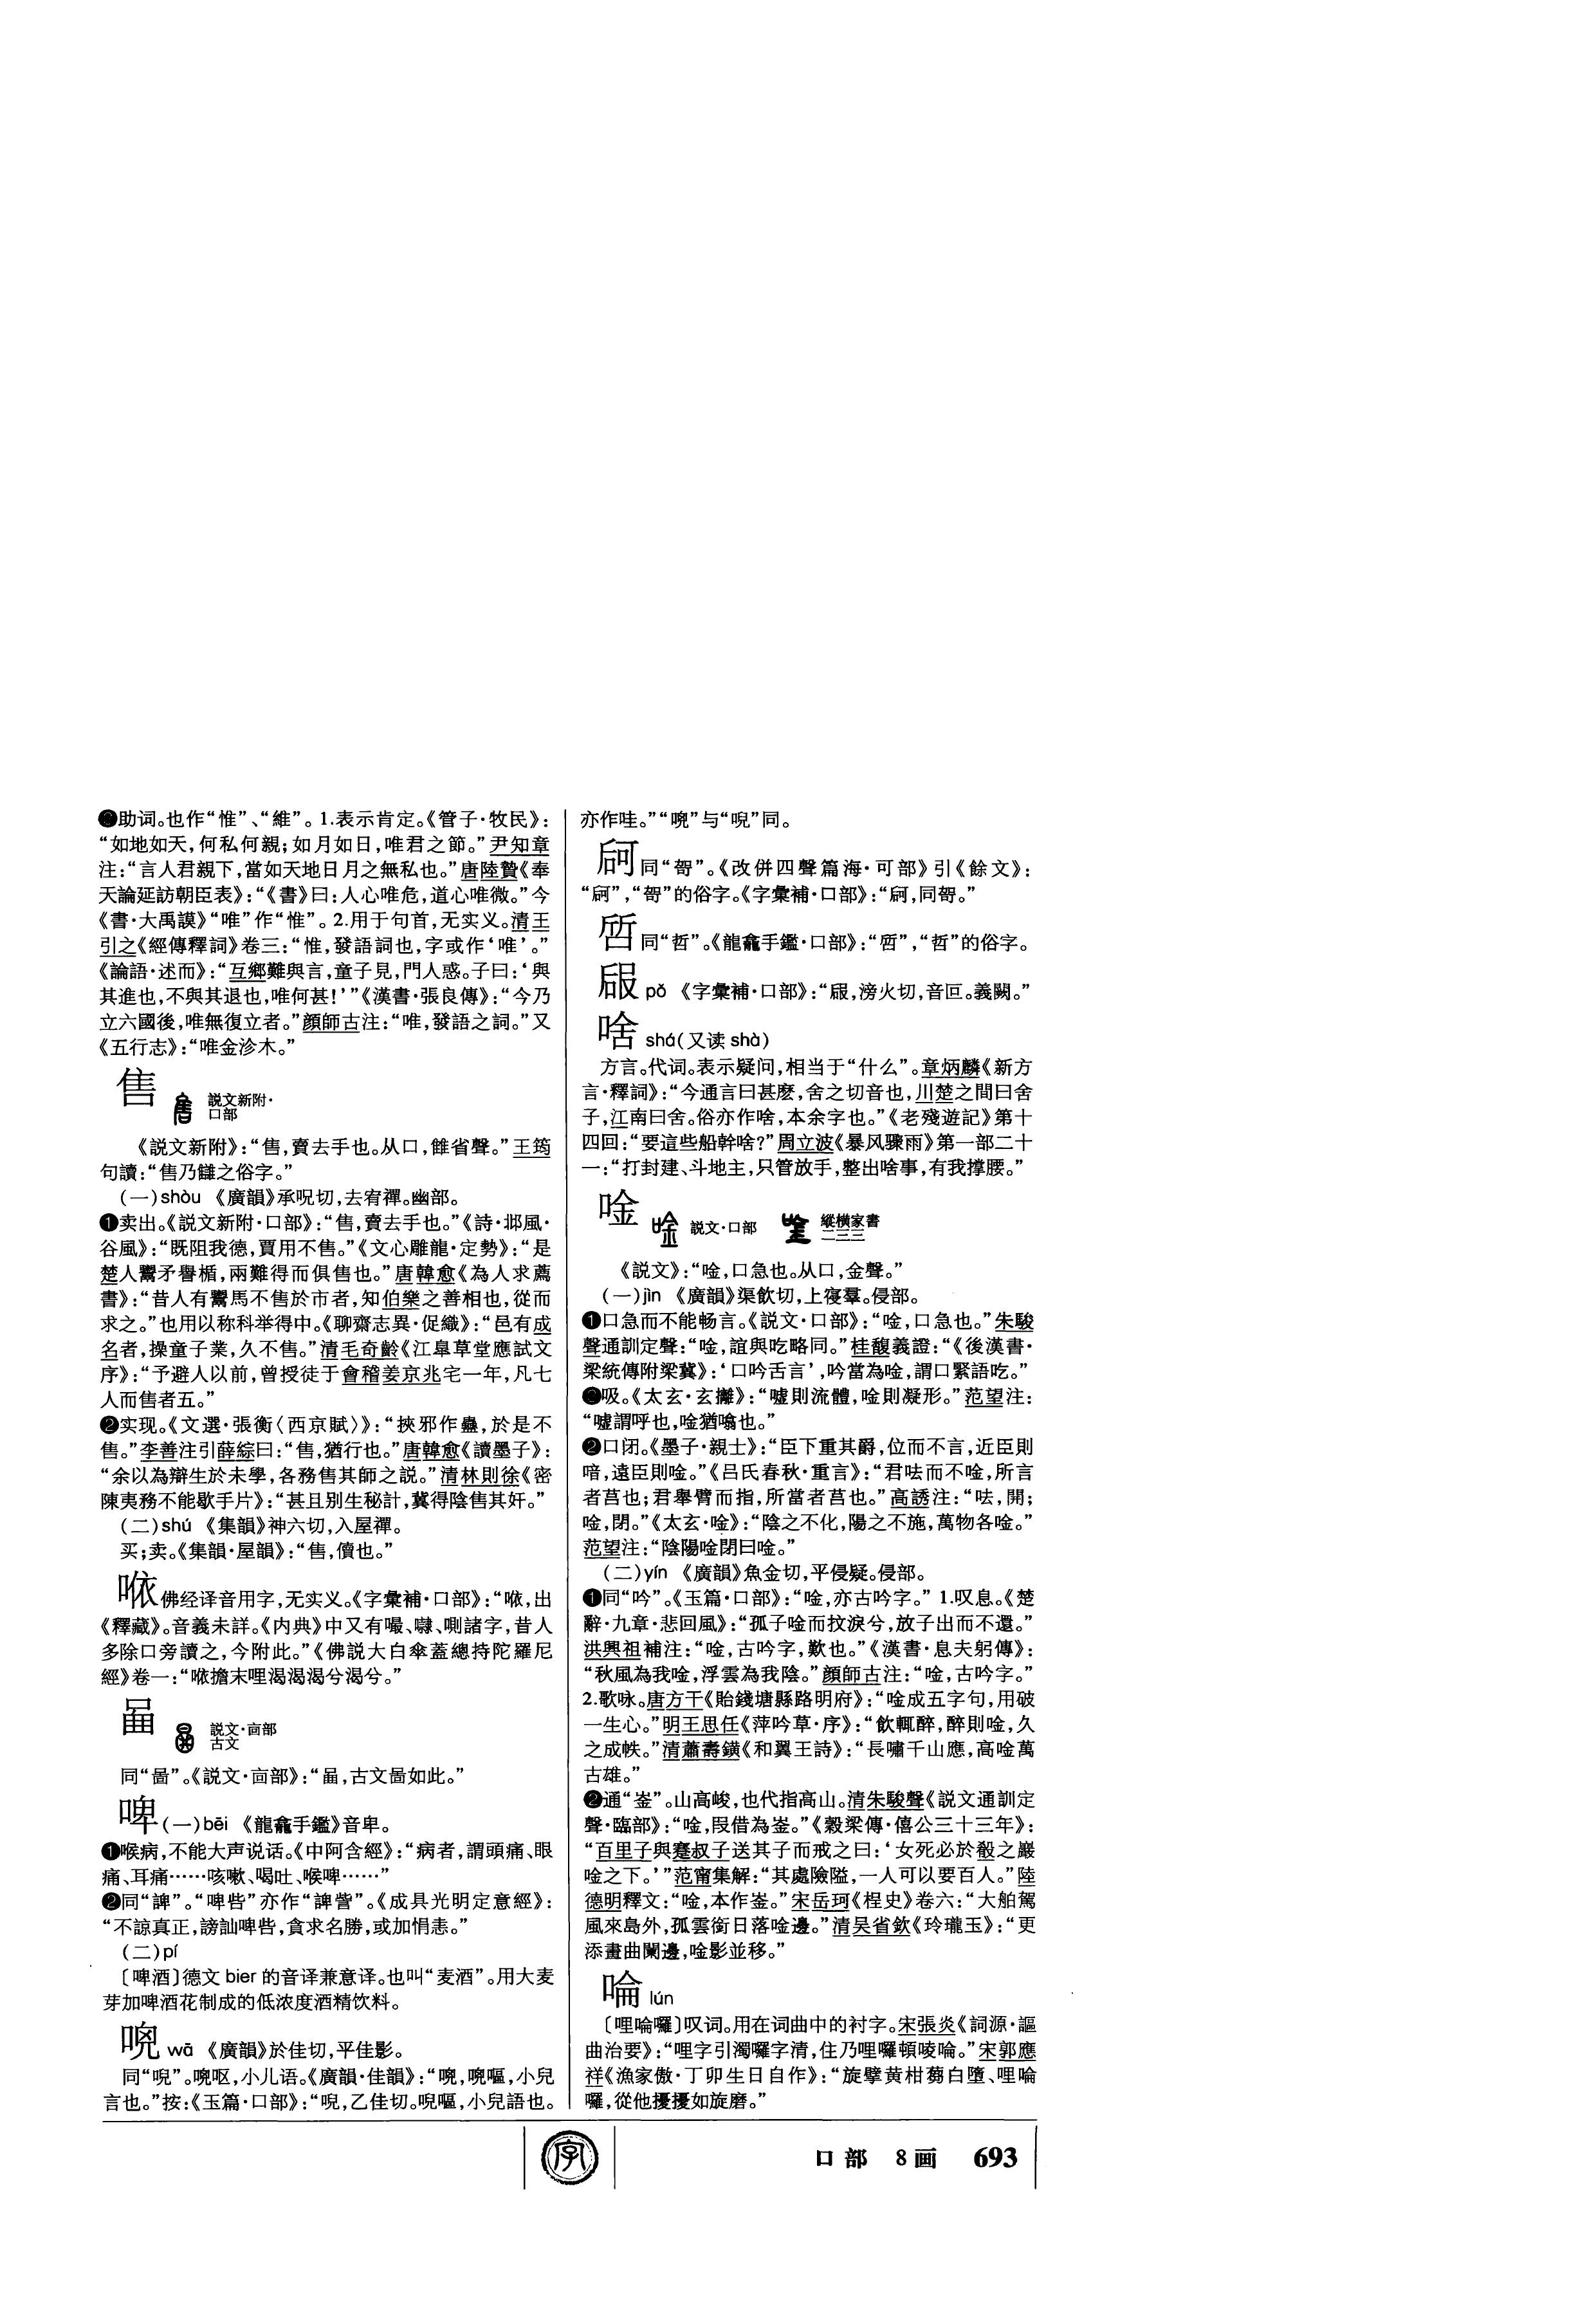 助词。也作“惟”、“維”。1.表示肯定。《管子·牧民》：
“如地如天，何私何親；如月如日，唯君之節。”尹知章
注：“言人君親下，當如天地日月之無私也。”唐陸贄《奉
天論延訪朝臣表》：“《書》曰：人心唯危，道心唯微。”今
《書·大禹謨》“唯”作“惟”。2.用于句首，无实义。清王
引之《經傳釋詞》卷三：“惟，發語詞也，字或作‘唯’。”
《論語·述而》：“互鄉難與言，童子見，門人惑。子曰：‘與
其進也，不與其退也，唯何甚！’”《漢書·張良傳》：“今乃
立六國後，唯無復立者。”顔師古注：“唯，發語之詞。”又
《五行志》：“唯金沴木。”
售 説文新附·
口部
《説文新附》：“售，賣去手也。从口，雔省聲。”王筠
句讀：“售乃讎之俗字。”
（一）shòu 《廣韻》承呪切，去宥禪。幽部。
❶卖出。《説文新附·口部》：“售，賣去手也。”《詩·邶風·
谷風》：“既阻我德，賈用不售。”《文心雕龍·定勢》：“是
楚人鬻矛譽楯，兩難得而俱售也。”唐韓愈《為人求薦
書》：“昔人有鬻馬不售於市者，知伯樂之善相也，從而
求之。”也用以称科举得中。《聊齋志異·促織》：“邑有成
名者，操童子業，久不售。”清毛奇齡《江皐草堂應試文
序》：“予避人以前，曾授徒于會稽姜京兆宅一年，凡七
人而售者五。”
❷实现。《文選·張衡〈西京賦〉》：“挾邪作蠱，於是不
售。”李善注引薛綜曰：“售，猶行也。”唐韓愈《讀墨子》：
“余以為辯生於未學，各務售其師之説。”清林則徐《密
陳夷務不能歇手片》：“甚且别生秘計，冀得陰售其奸。”
（二）shú 《集韻》神六切，入屋禪。
买；卖。《集韻·屋韻》：“售，儥也。”
㖳 佛经译音用字，无实义。《字彙補·口部》：“㖳，出
《釋藏》。音義未詳。《内典》中又有嘬、㘑、唎諸字，昔人
多除口旁讀之，今附此。”《佛説大白傘蓋總持陀羅尼
經》卷一：“㖳擔末哩渴渴渴兮渴兮。”
啚 説文·㐭部
古文
同“啚”。《説文·㐭部》：“啚，古文啚如此。”
啤（一）bēi 《龍龕手鑑》音卑。
❶喉病，不能大声说话。《中阿含經》：“病者，謂頭痛、眼
痛、耳痛……咳嗽、喝吐、喉啤……”
❷同“諀”。“啤呰”亦作“諀訾”。《成具光明定意經》：
“不諒真正，謗訕啤呰，貪求名勝，或加悁恚。”
（二）pí
〔啤酒〕德文 bier 的音译兼意译。也叫“麦酒”。用大麦
芽加啤酒花制成的低浓度酒精饮料。
wā 《廣韻》於佳切，平佳影。
同“唲”。呕，小儿语。《廣韻·佳韻》：“嘔，小兒
言也。”按：《玉篇·口部》：“唲，乙佳切。唲嘔，小兒語也。
亦作哇。”“”与“唲”同。
同“哿”。《改併四聲篇海·可部》引《餘文》：
“”，“哿”的俗字。《字彙補·口部》：“，同哿。”
同“哲”。《龍龕手鑑·口部》：“”，“哲”的俗字。
pǒ 《字彙補·口部》：“，滂火切，音叵。義闕。”
啥 shá（又读 shà）
方言。代词。表示疑问，相当于“什么”。章炳麟《新方
言·釋詞》：“今通言曰甚麽，舍之切音也，川楚之間曰舍
子，江南曰舍。俗亦作啥，本余字也。”《老殘遊記》第十
四回：“要這些船幹啥？”周立波《暴风骤雨》第一部二十
一：“打封建、斗地主，只管放手，整出啥事，有我撑腰。”
唫 説文·口部 縱横家書
二三三
《説文》：“唫，口急也。从口，金聲。”
（一）jìn 《廣韻》渠飲切，上寑羣。侵部。
❶口急而不能畅言。《説文·口部》：“唫，口急也。”朱駿
聲通訓定聲：“唫，誼與吃略同。”桂馥義證：“《後漢書·
梁統傳附梁冀》：‘口吟舌言’，吟當為唫，謂口緊語吃。”
吸。《太玄·玄攡》：“噓則流體，唫則凝形。”范望注：
“噓謂呼也，唫猶噏也。”
❷口闭。《墨子·親士》：“臣下重其爵，位而不言，近臣則
喑，遠臣則唫。”《吕氏春秋·重言》：“君呿而不唫，所言
者莒也；君舉臂而指，所當者莒也。”高誘注：“呿，開；
唫，閉。”《太玄·唫》：“陰之不化，陽之不施，萬物各唫。”
范望注：“陰陽唫閉曰唫。”
（二）yín 《廣韻》魚金切，平侵疑。侵部。
❶同“吟”。《玉篇·口部》：“唫，亦古吟字。”1.叹息。《楚
辭·九章·悲回風》：“孤子唫而抆淚兮，放子出而不還。”
洪興祖補注：“唫，古吟字，歎也。”《漢書·息夫躬傳》：
“秋風為我唫，浮雲為我陰。”顔師古注：“唫，古吟字。”
2.歌咏。唐方干《貽錢塘縣路明府》：“唫成五字句，用破
一生心。”明王思任《萍吟草·序》：“飲輒醉，醉則唫，久
之成帙。”清蕭壽鐄《和翼王詩》：“長嘯千山應，高唫萬
古雄。”
❷通“崟”。山高峻，也代指高山。清朱駿聲《説文通訓定
聲·臨部》：“唫，叚借為崟。”《穀梁傳·僖公三十三年》：
“百里子與蹇叔子送其子而戒之曰：‘女死必於殽之巖
唫之下。’”范甯集解：“其處險隘，一人可以要百人。”陸
德明釋文：“唫，本作崟。”宋岳珂《桯史》卷六：“大舶駕
風來島外，孤雲銜日落唫邊。”清吴省欽《玲瓏玉》：“更
添畫曲闌邊，唫影並移。”
啽 lún
〔哩啽囉〕叹词。用在词曲中的衬字。宋張炎《詞源·謳
曲治要》：“哩字引濁囉字清，住乃哩囉頓唛啽。”宋郭應
祥《漁家傲·丁卯生日自作》：“旋擘黄柑蒭白墮、哩啽
囉，從他擾擾如旋磨。”
字
口部 8画 693